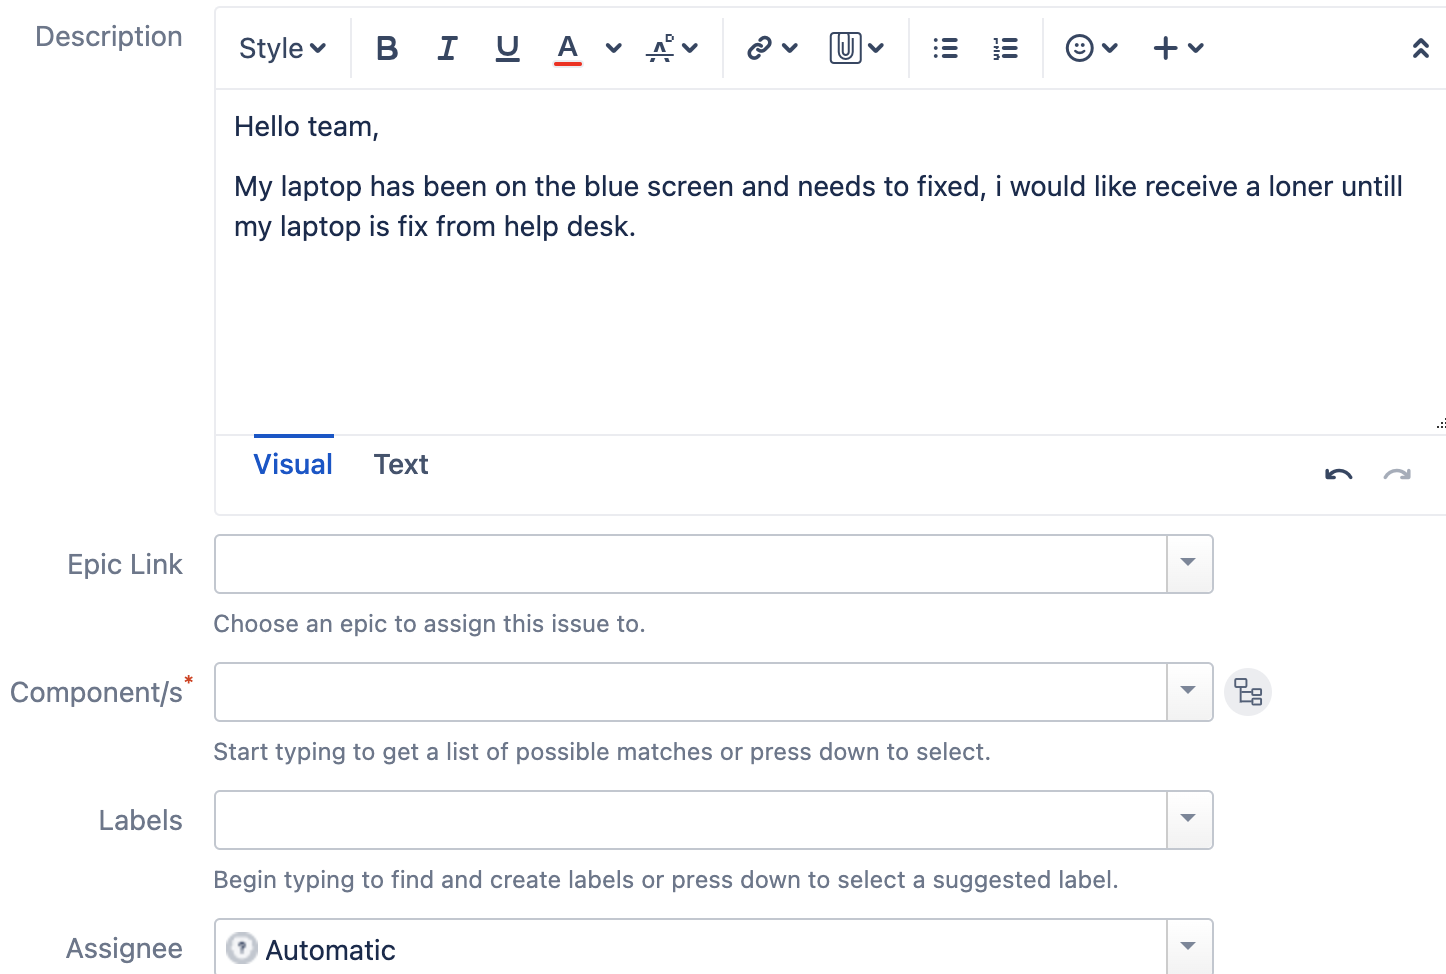 Description
Style B I U A
Hello team,
My laptop has been on the blue screen and needs to fixed, i would like receive a loner untill
my laptop is fix from help desk.
Visual Text
Epic Link
Choose an epic to assign this issue to.
Component/s*
Start typing to get a list of possible matches or press down to select.
Labels
Begin typing to find and create labels or press down to select a suggested label.
Assignee Automatic